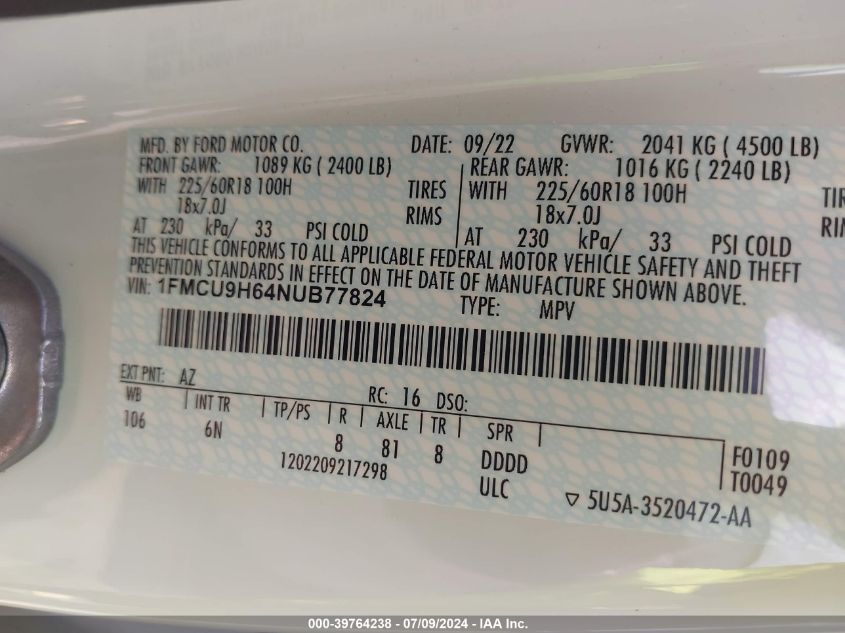 MFD. BY FORD MOTOR CO. DATE: 09/22 GVWR: 2041 KG ( 4500 LB)
FRONT GAWR: 1089 KG ( 2400 LB) REAR GAWR: 1016 KG ( 2240 LB)
WITH 225/60R18 100H TIRES WITH 225/60R18 100H TIR
18x7.0J RIMS 18x7.0J RIM
AT 230 kPa/ 33 PSI COLD AT 230 kPa/ 33 PSI COLD
THIS VEHICLE CONFORMS TO ALL APPLICABLE FEDERAL MOTOR VEHICLE SAFETY AND THEFT
PREVENTION STANDARDS IN EFFECT ON THE DATE OF MANUFACTURE SHOWN ABOVE.
VIN: 1FMCU9H64NUB77824 TYPE: MPV
EXT PNT: AZ RC: 16 DSO:
WB INT TR TP/PS R AXLE TR SPR
106 6N 8 81 8 DDDD F0109
1202209217298 ULC T0049
5U5A-3520472-AA
000-39764238 - 07/09/2024 - IAA Inc.